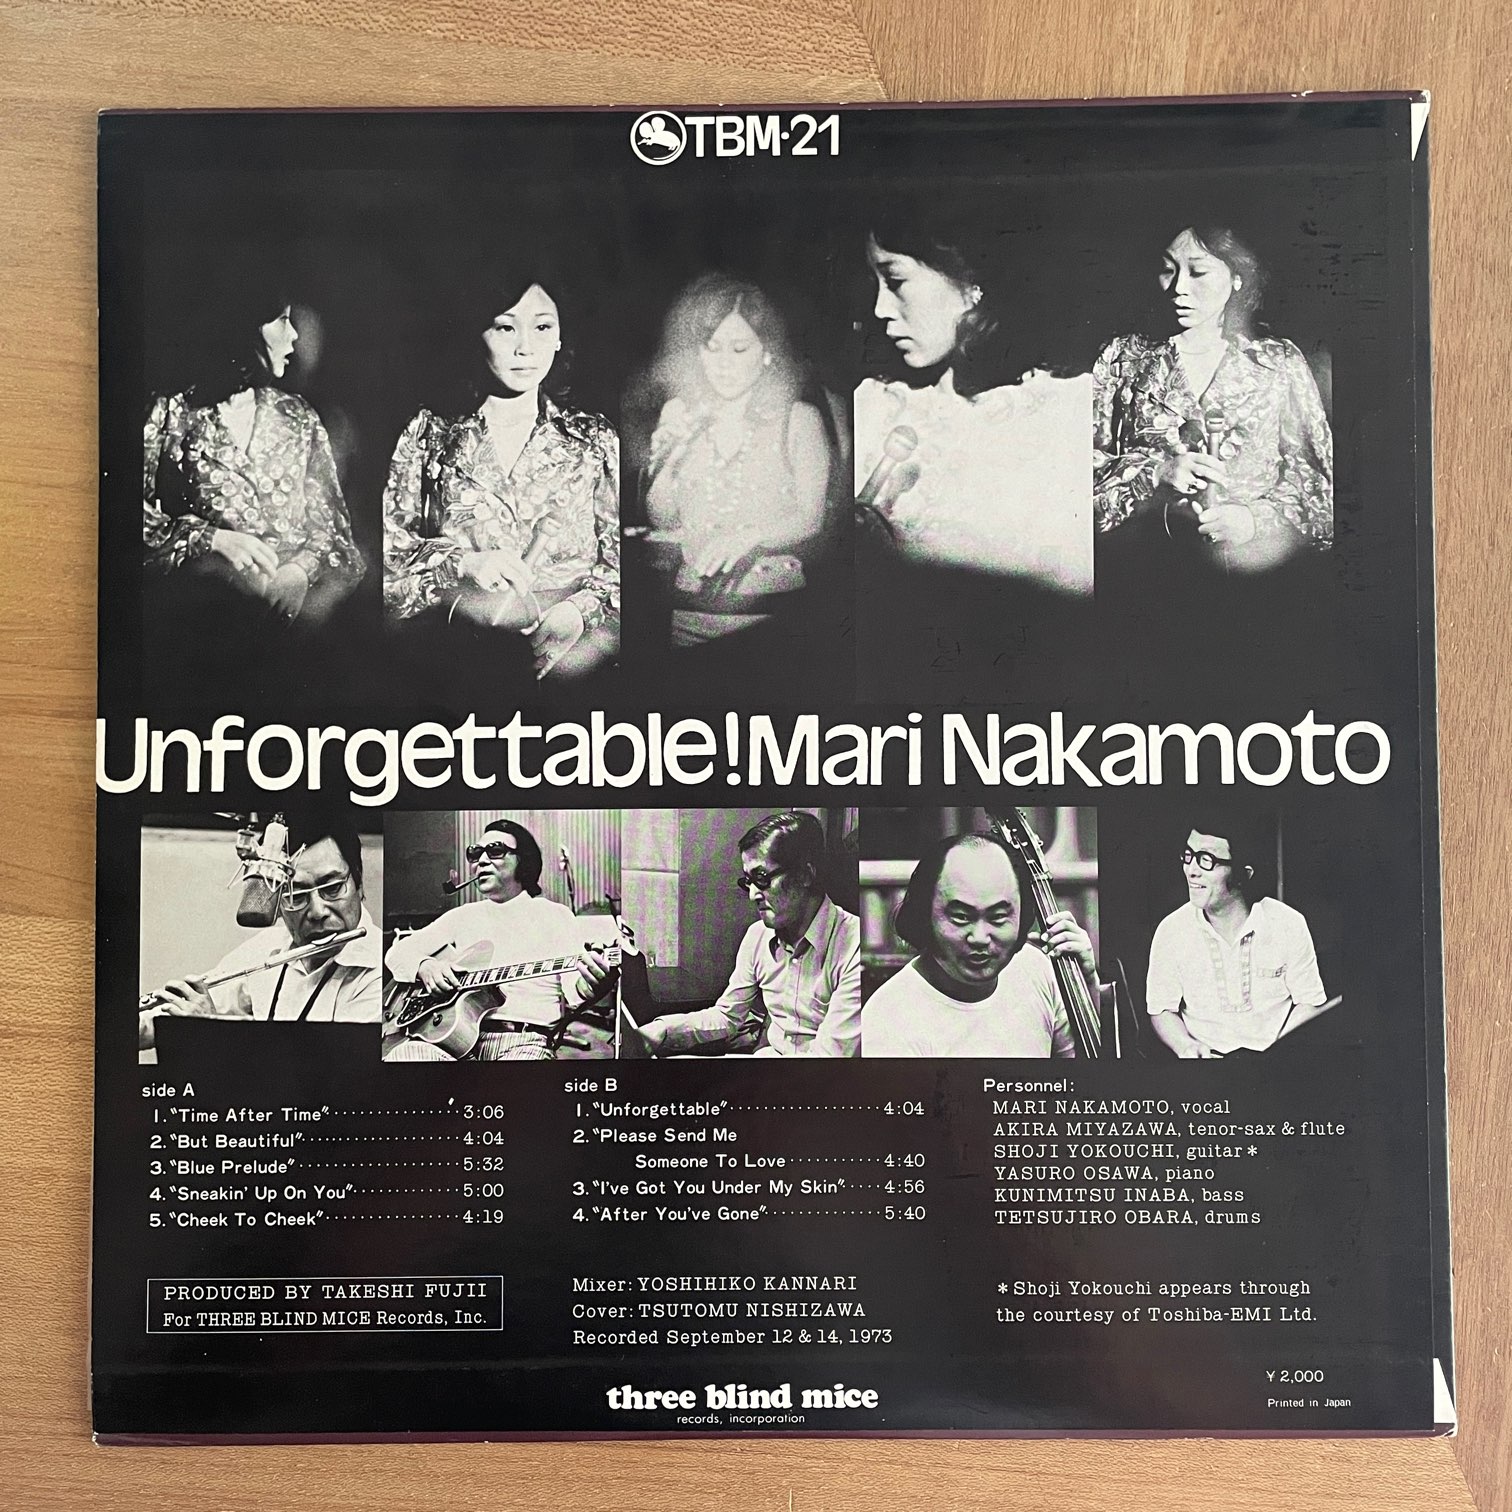 TBM·21
Unforgettable! Mari Nakamoto
side A
1. "Time After Time" 3:06
2. "But Beautiful" 4:04
3. "Blue Prelude" 5:32
4. "Sneakin' Up On You" 5:00
5. "Cheek To Cheek" 4:19
side B
1. "Unforgettable" 4:04
2. "Please Send Me
Someone To Love 4:40
3. "I've Got You Under My Skin" 4:56
4. "After You've Gone" 5:40
Personnel:
MARI NAKAMOTO, vocal
AKIRA MIYAZAWA, tenor-sax & flute
SHOJI YOKOUCHI, guitar *
YASURO OSAWA, piano
KUNIMITSU INABA, bass
TETSUJIRO OBARA, drums
PRODUCED BY TAKESHI FUJII
For THREE BLIND MICE Records, Inc.
Mixer: YOSHIHIKO KANNARI
Cover: TSUTOMU NISHIZAWA
Recorded September 12 & 14, 1973
* Shoji Yokouchi appears through
the courtesy of Toshiba-EMI Ltd.
three blind mice
records, incorporation
¥ 2,000
Printed in Japan